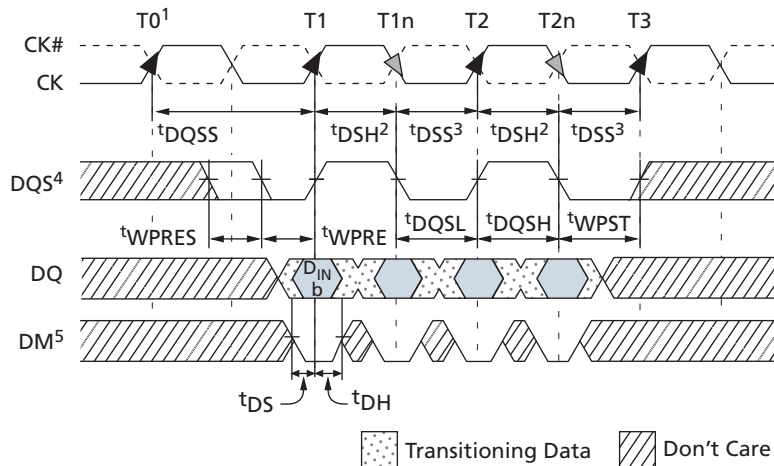 T0¹ T1 T1n T2 T2n T3
CK#
CK
ᵗDQSS ᵗDSH² ᵗDSS³ ᵗDSH² ᵗDSS³
DQS⁴
ᵗWPRES ᵗWPRE ᵗDQSL ᵗDQSH ᵗWPST
DQ
D_IN
b
DM⁵
ᵗDS ᵗDH
Transitioning Data Don't Care